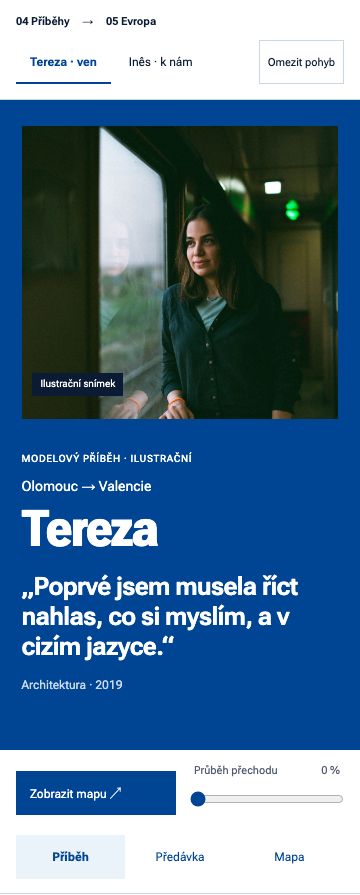 04 Příběhy → 05 Evropa
Tereza · ven
Inês · k nám
Omezit pohyb
Ilustrační snímek
MODELOVÝ PŘÍBĚH · ILUSTRAČNÍ
Olomouc → Valencie
Tereza
„Poprvé jsem musela říct
nahlas, co si myslím, a v
cizím jazyce.“
Architektura · 2019
Zobrazit mapu ↗
Průběh přechodu 0 %
Příběh
Předávka
Mapa